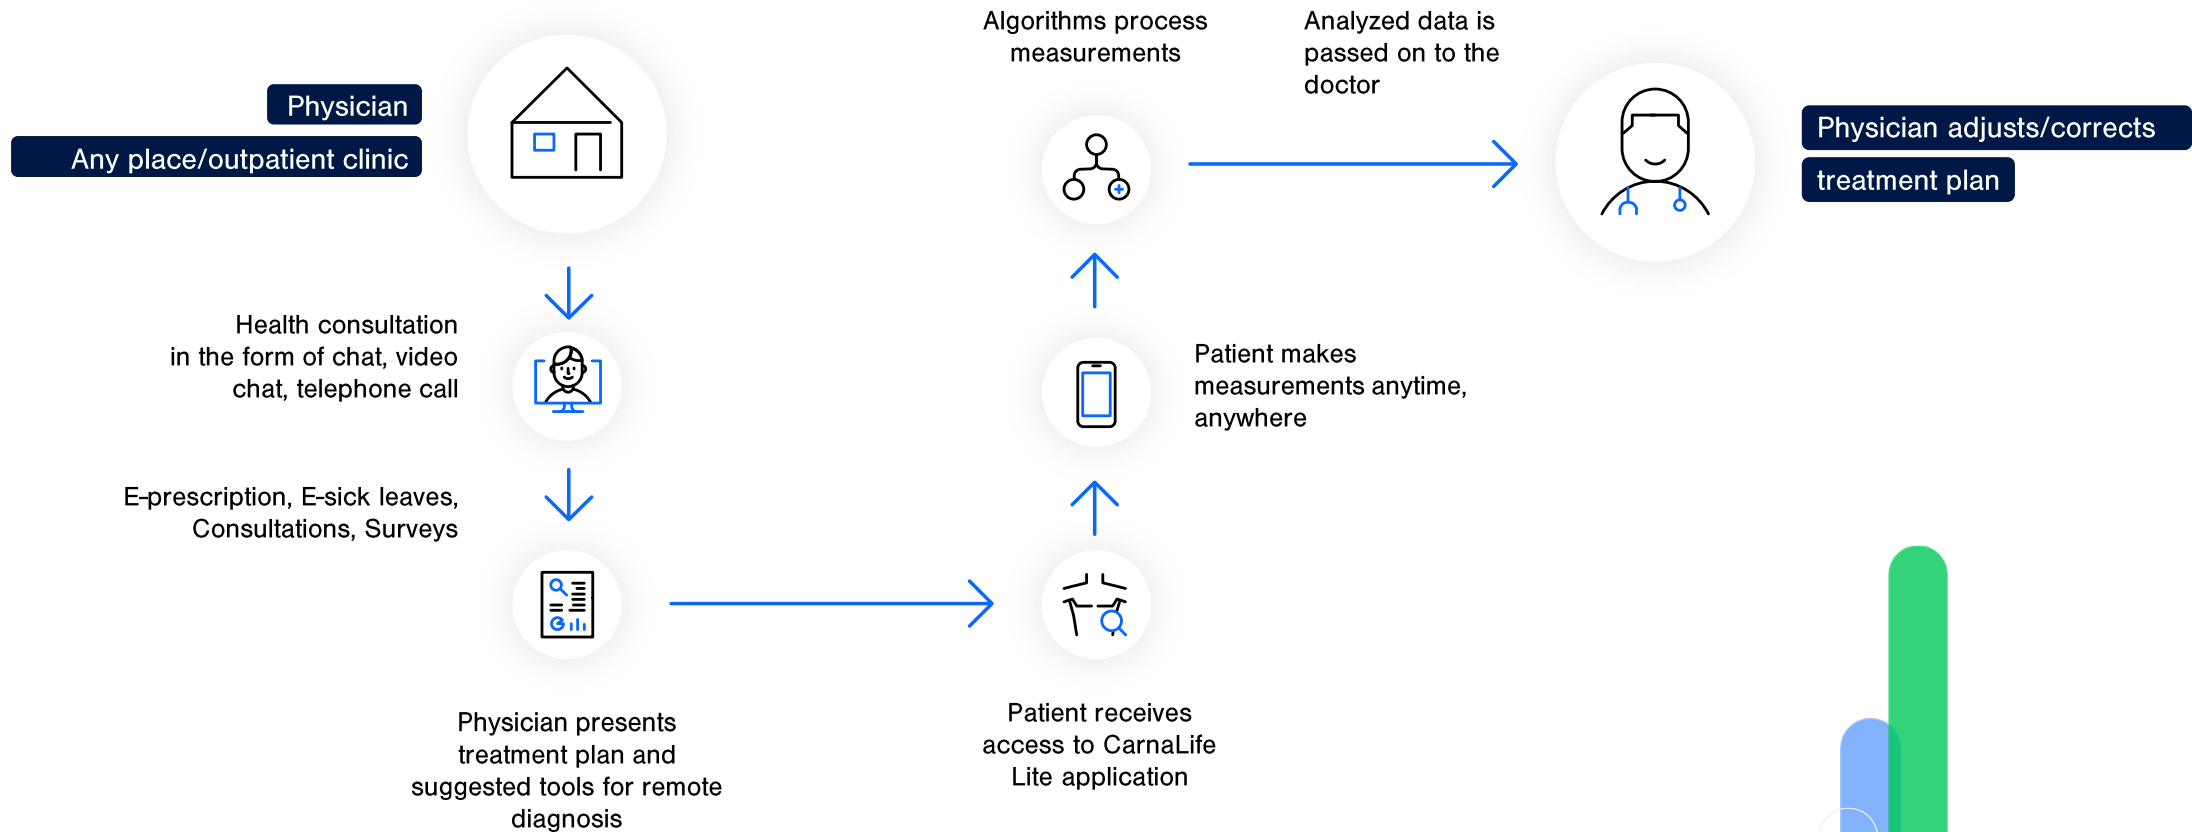 Physician
Any place/outpatient clinic
Health consultation
in the form of chat, video
chat, telephone call
E-prescription, E-sick leaves,
Consultations, Surveys
Physician presents
treatment plan and
suggested tools for remote
diagnosis
Patient receives
access to CarnaLife
Lite application
Patient makes
measurements anytime,
anywhere
Algorithms process
measurements
Analyzed data is
passed on to the
doctor
Physician adjusts/corrects
treatment plan